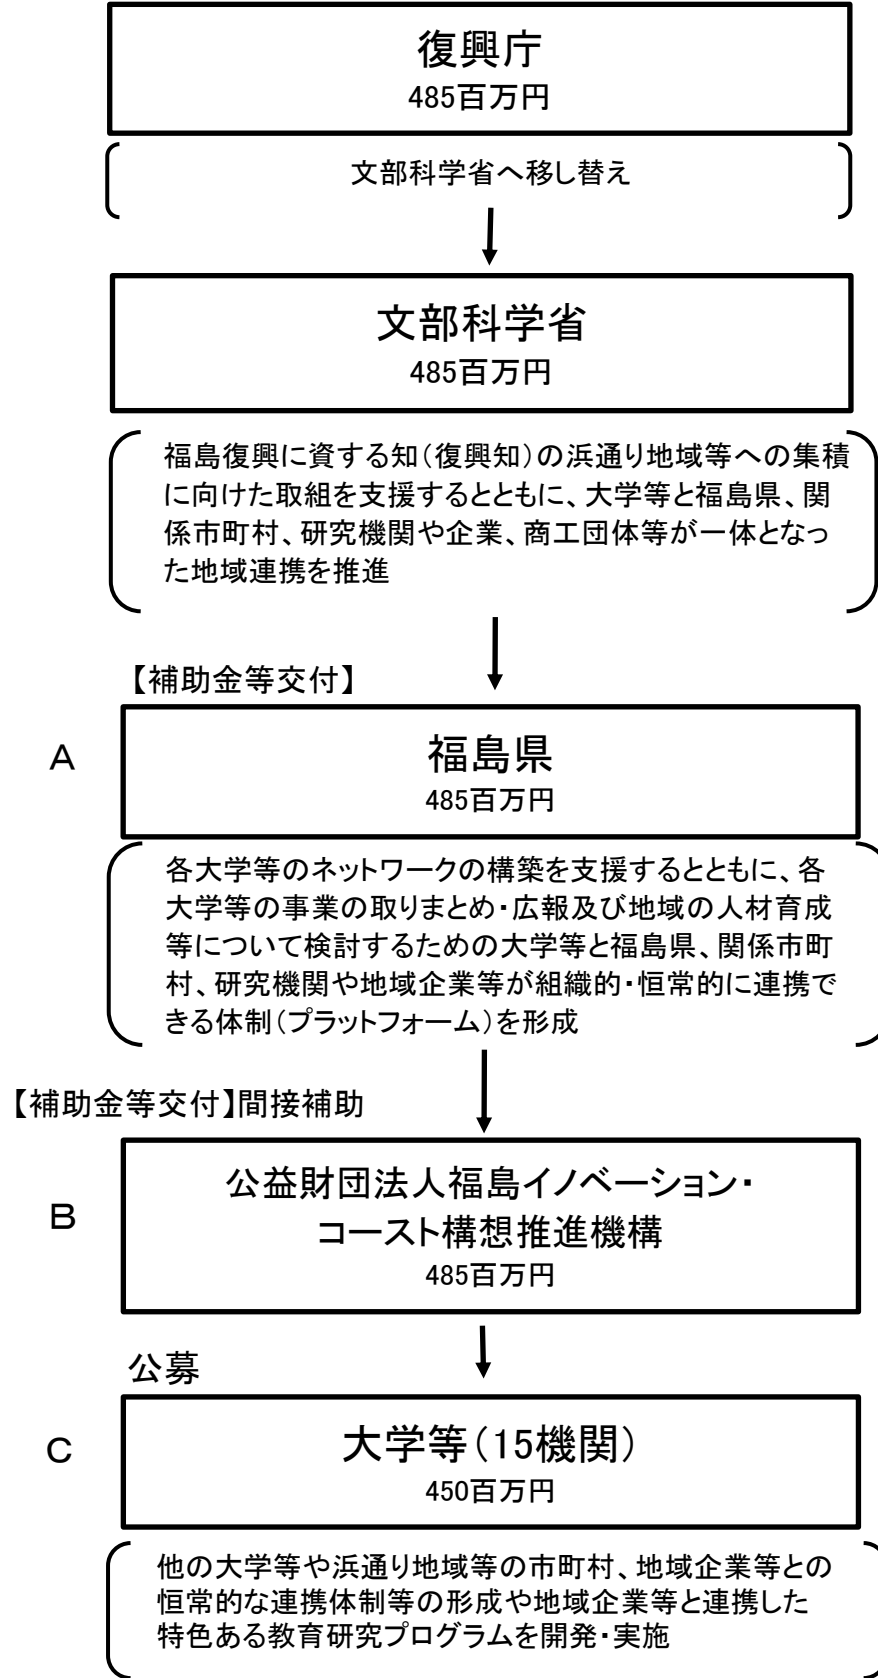 復興庁
485百万円
文部科学省へ移し替え
文部科学省
485百万円
福島復興に資する知（復興知）の浜通り地域等への集積
に向けた取組を支援するとともに、大学等と福島県、関
係市町村、研究機関や企業、商工団体等が一体となっ
た地域連携を推進
【補助金等交付】
A
福島県
485百万円
各大学等のネットワークの構築を支援するとともに、各
大学等の事業の取りまとめ・広報及び地域の人材育成
等について検討するための大学等と福島県、関係市町
村、研究機関や地域企業等が組織的・恒常的に連携で
きる体制（プラットフォーム）を形成
【補助金等交付】間接補助
B
公益財団法人福島イノベーション・
コースト構想推進機構
485百万円
公募
C
大学等（15機関）
450百万円
他の大学等や浜通り地域等の市町村、地域企業等との
恒常的な連携体制等の形成や地域企業等と連携した
特色ある教育研究プログラムを開発・実施